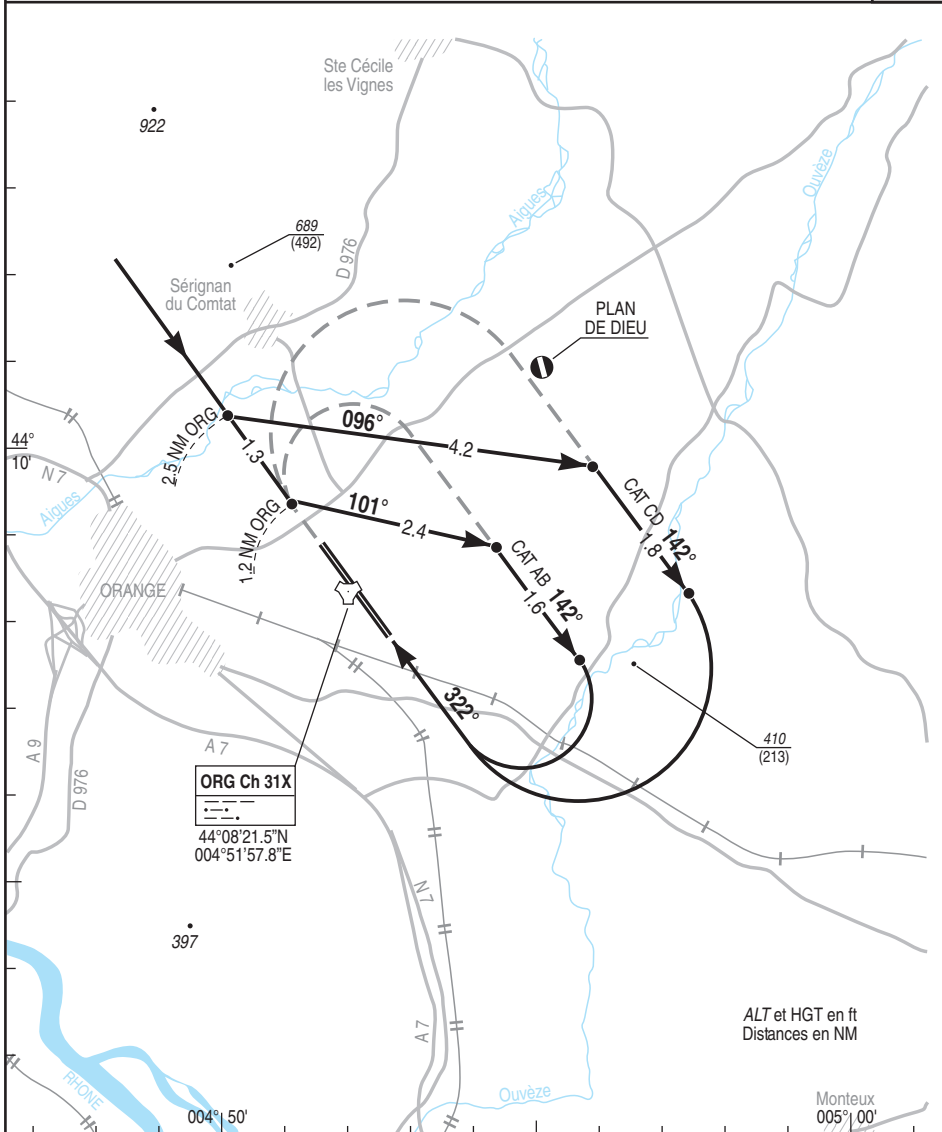 Ste Cécile
les Vignes
922
Aigues
Ouvèze
689
(492)
D 976
Sérignan
du Comtat
PLAN
DE DIEU
2.5 NM ORG
1.3
096°
4.2
44°
10'
N 7
Aigues
1.2 NM ORG
101°
2.4
CAT CD 142°
1.8
CAT AB 142°
1.6
ORANGE
322°
410
(213)
A 9
D 976
A 7
ORG Ch 31X
44°08'21.5"N
004°51'57.8"E
N 7
397
A 7
ALT et HGT en ft
Distances en NM
RHONE
Ouvèze
Monteux
004° 50'
005° 00'